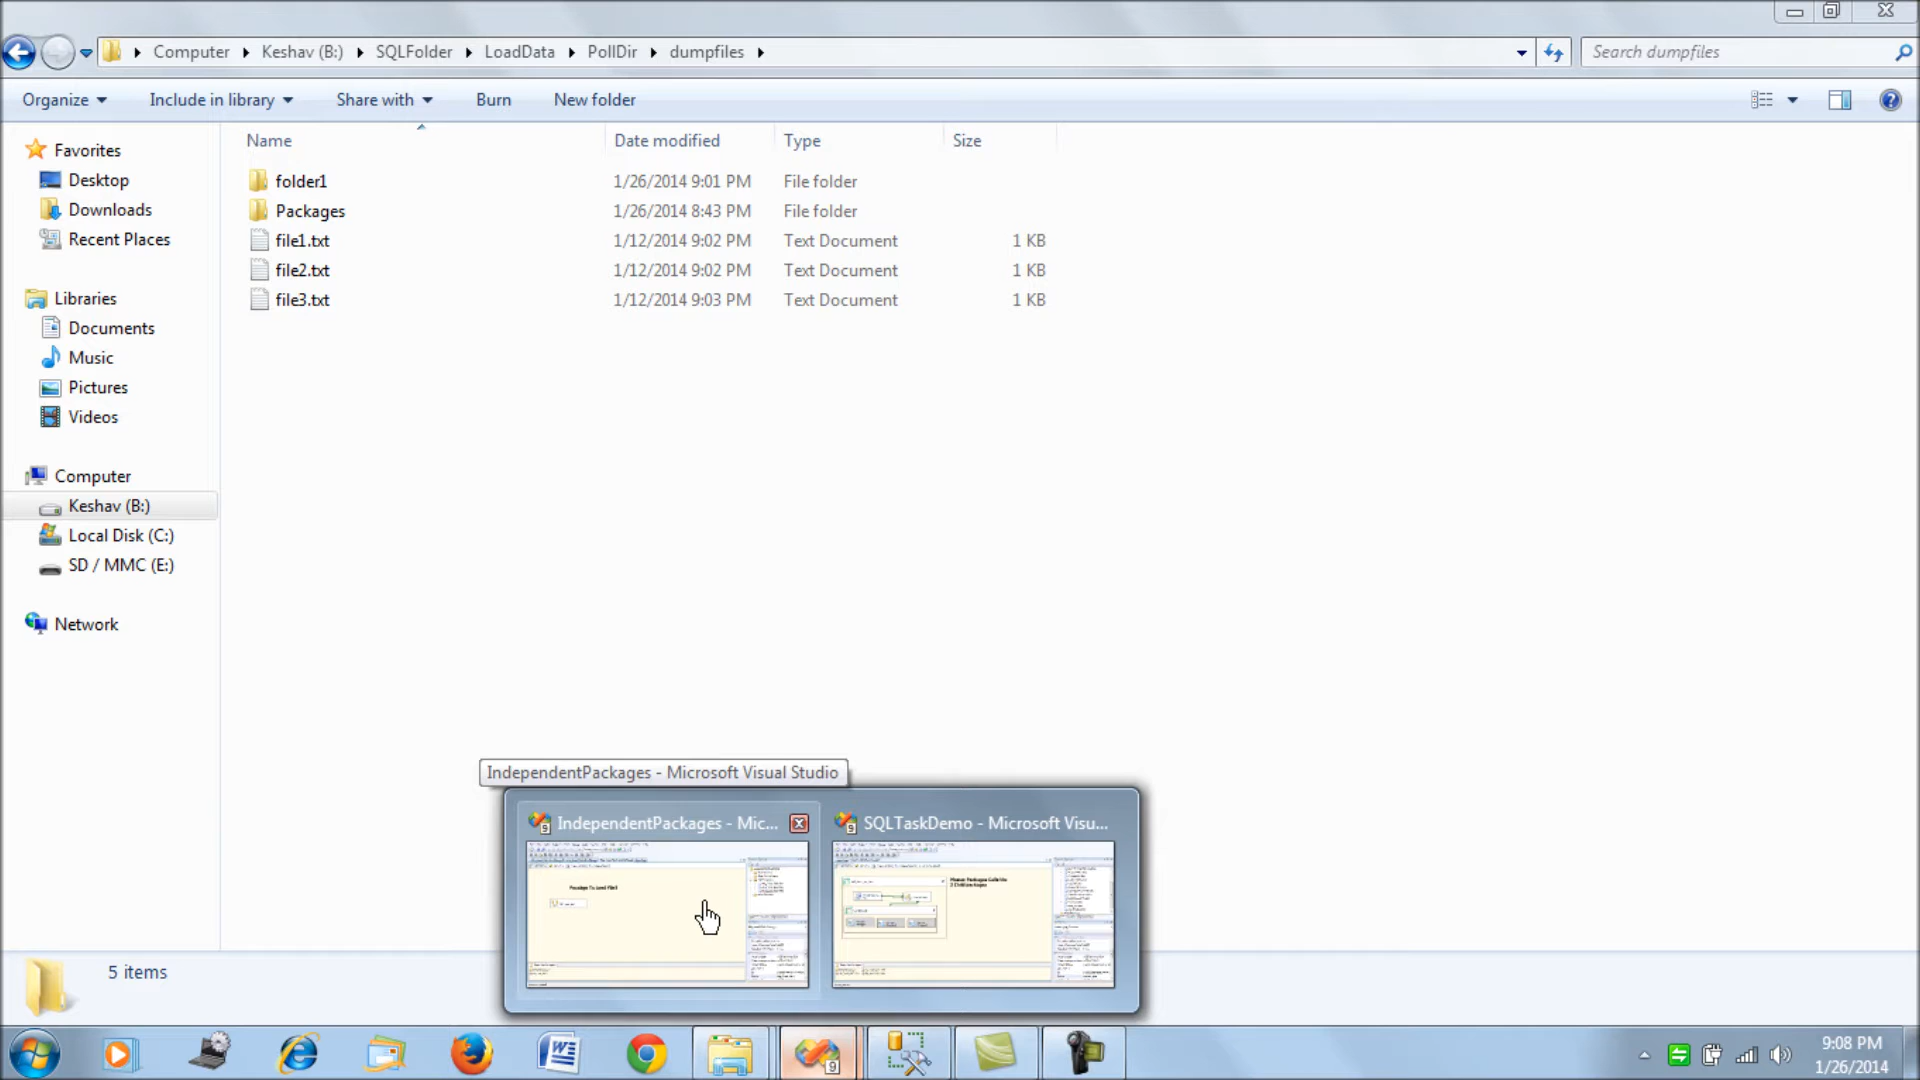 Computer Keshav (B:) SQLFolder LoadData PollDir dumpfiles
Search dumpfiles
Organize Include in library Share with Burn New folder
Name Date modified Type Size
folder1 1/26/2014 9:01 PM File folder
Packages 1/26/2014 8:43 PM File folder
file1.txt 1/12/2014 9:02 PM Text Document 1 KB
file2.txt 1/12/2014 9:02 PM Text Document 1 KB
file3.txt 1/12/2014 9:03 PM Text Document 1 KB
Favorites
Desktop
Downloads
Recent Places
Libraries
Documents
Music
Pictures
Videos
Computer
Keshav (B:)
Local Disk (C:)
SD / MMC (E:)
Network
IndependentPackages - Microsoft Visual Studio
IndependentPackages - Mic...
SQLTaskDemo - Microsoft Visu...
5 items
9:08 PM
1/26/2014